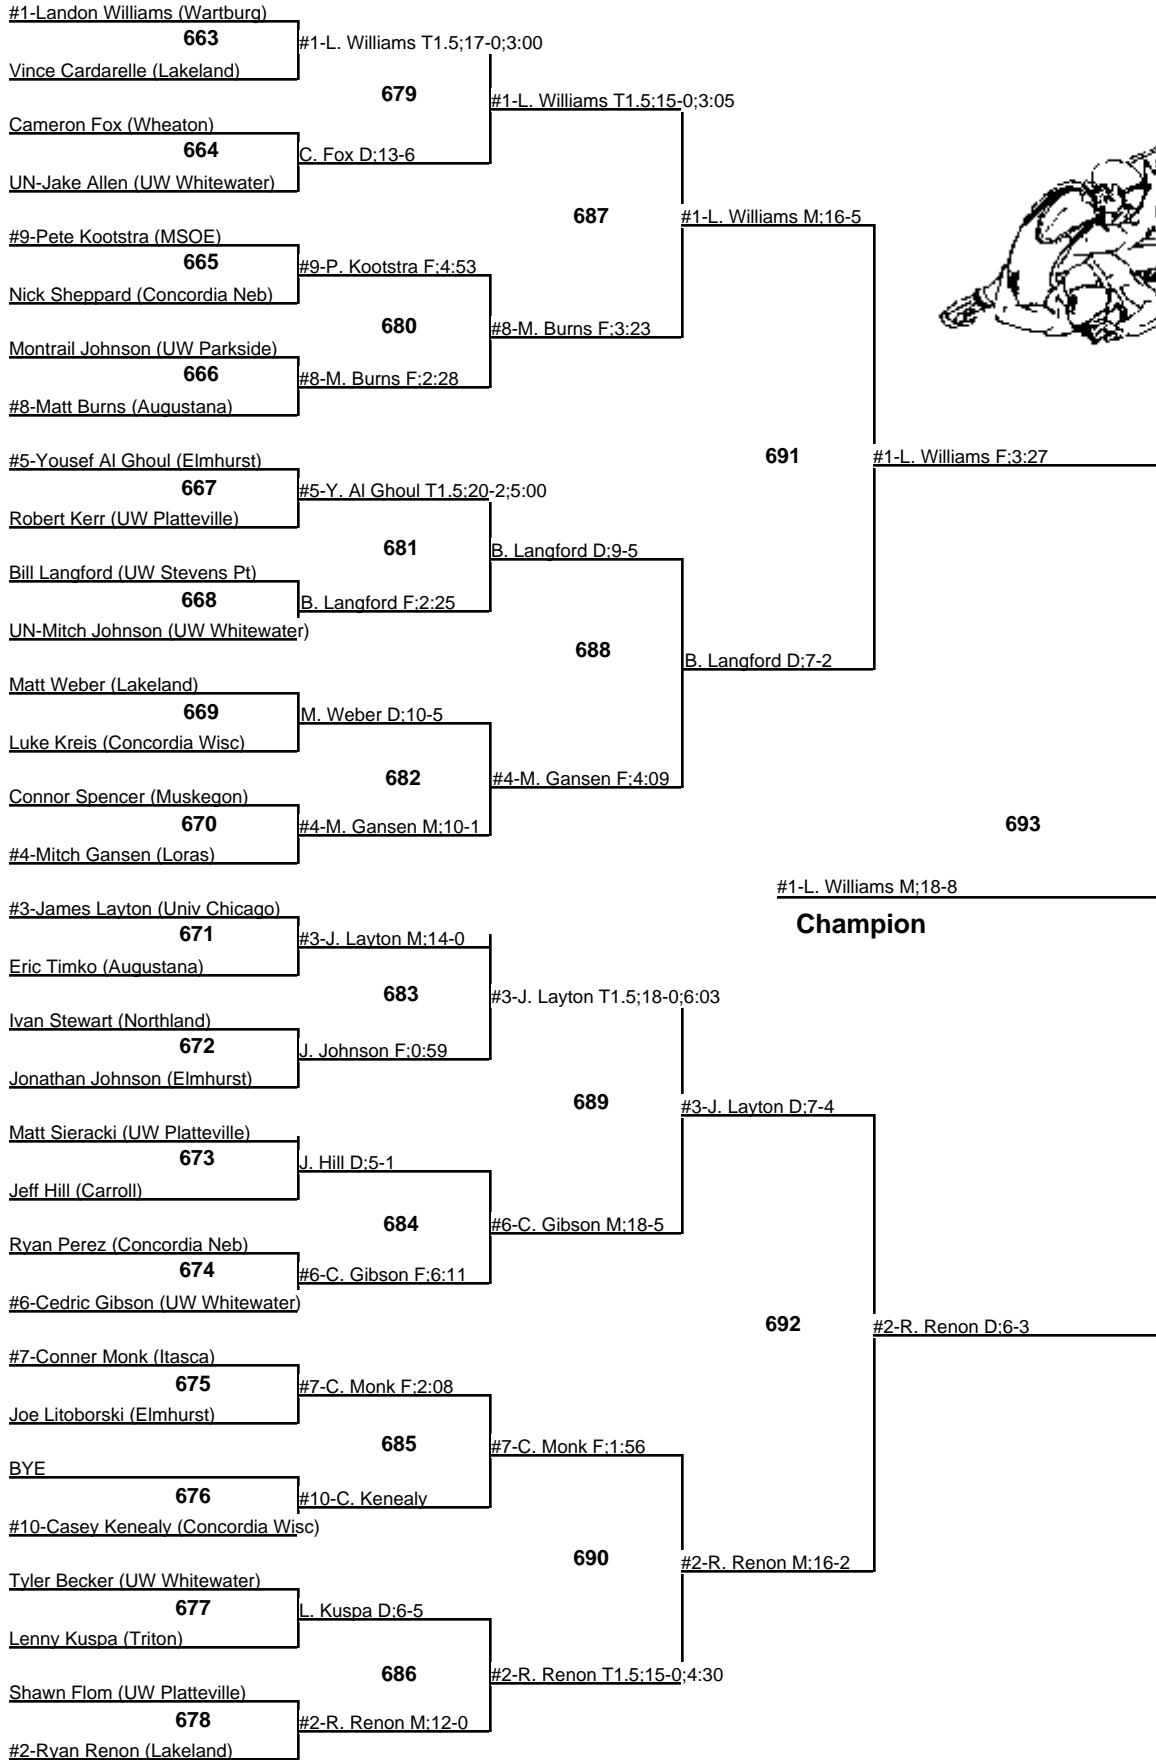 #1-Landon Williams (Wartburg)
663
#1-L. Williams T1.5;17-0;3:00
Vince Cardarelle (Lakeland)
679
#1-L. Williams T1.5;15-0;3:05
Cameron Fox (Wheaton)
664
C. Fox D;13-6
UN-Jake Allen (UW Whitewater)
687
#1-L. Williams M;16-5
#9-Pete Kootstra (MSOE)
665
#9-P. Kootstra F;4:53
Nick Sheppard (Concordia Neb)
680
#8-M. Burns F;3:23
Montrail Johnson (UW Parkside)
666
#8-M. Burns F;2:28
#8-Matt Burns (Augustana)
691
#1-L. Williams F;3:27
#5-Yousef Al Ghoul (Elmhurst)
667
#5-Y. Al Ghoul T1.5;20-2;5:00
Robert Kerr (UW Platteville)
681
B. Langford D;9-5
Bill Langford (UW Stevens Pt)
668
B. Langford F;2:25
UN-Mitch Johnson (UW Whitewater)
688
B. Langford D;7-2
Matt Weber (Lakeland)
669
M. Weber D;10-5
Luke Kreis (Concordia Wisc)
682
#4-M. Gansen F;4:09
Connor Spencer (Muskegon)
670
#4-M. Gansen M;10-1
#4-Mitch Gansen (Loras)
693
#1-L. Williams M;18-8
Champion
#3-James Layton (Univ Chicago)
671
#3-J. Layton M;14-0
Eric Timko (Augustana)
683
#3-J. Layton T1.5;18-0;6:03
Ivan Stewart (Northland)
672
J. Johnson F;0:59
Jonathan Johnson (Elmhurst)
689
#3-J. Layton D;7-4
Matt Sieracki (UW Platteville)
673
J. Hill D;5-1
Jeff Hill (Carroll)
684
#6-C. Gibson M;18-5
Ryan Perez (Concordia Neb)
674
#6-C. Gibson F;6:11
#6-Cedric Gibson (UW Whitewater)
692
#2-R. Renon D;6-3
#7-Conner Monk (Itasca)
675
#7-C. Monk F;2:08
Joe Litoborski (Elmhurst)
685
#7-C. Monk F;1:56
BYE
676
#10-C. Kenealy
#10-Casey Kenealy (Concordia Wisc)
690
#2-R. Renon M;16-2
Tyler Becker (UW Whitewater)
677
L. Kuspa D;6-5
Lenny Kuspa (Triton)
686
#2-R. Renon T1.5;15-0;4:30
Shawn Flom (UW Platteville)
678
#2-R. Renon M;12-0
#2-Ryan Renon (Lakeland)